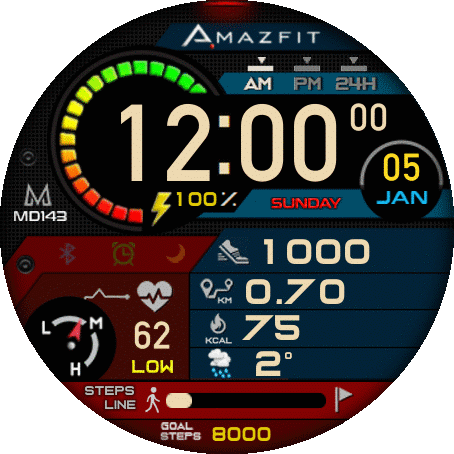 AMAZFIT
AM PM 24H
12:00 00
100%
SUNDAY
05
JAN
MD143
1000
KM 0.70
KCAL 75
2°
62
LOW
L M
H
STEPS
LINE
GOAL
STEPS 8000